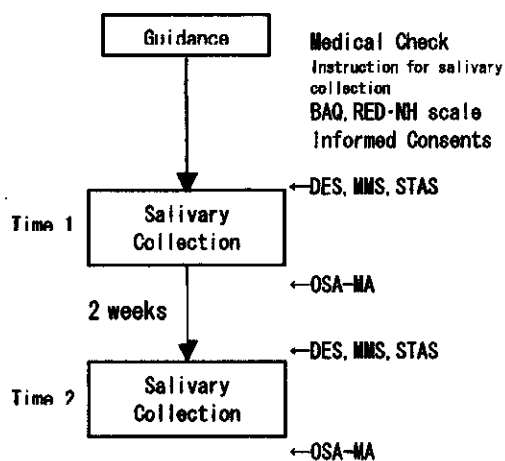 Guidance
Medical Check
Instruction for salivary
collection
BAQ, RED·NH scale
Informed Consents
←DES, MMS, STAS
Time 1
Salivary
Collection
←OSA-MA
2 weeks
←DES, MMS, STAS
Time 2
Salivary
Collection
←OSA-MA